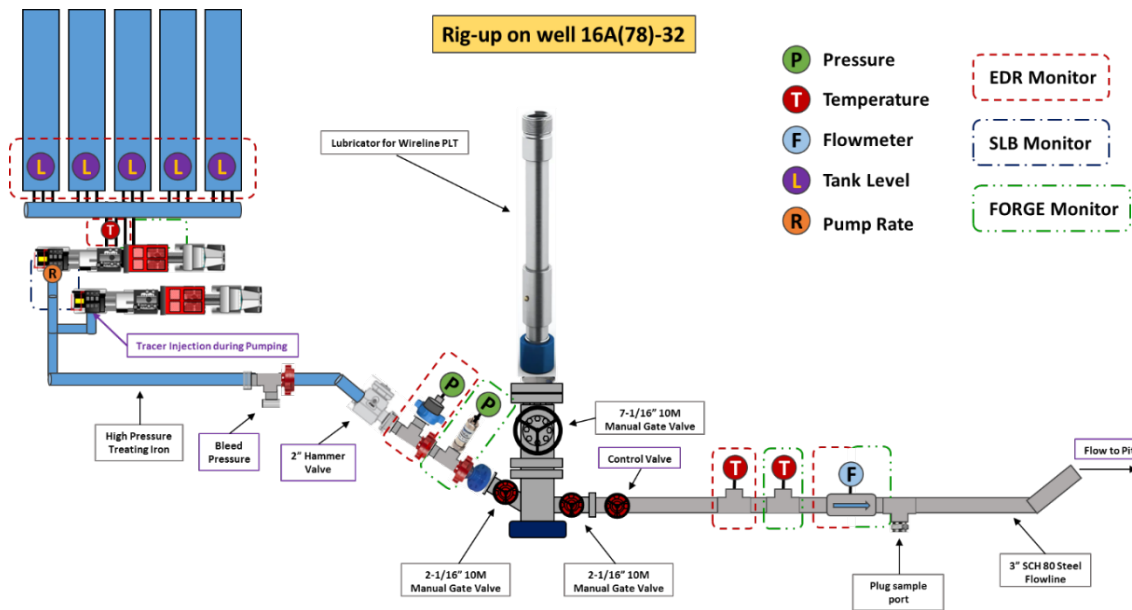 Rig-up on well 16A(78)-32
P Pressure
T Temperature
F Flowmeter
L Tank Level
R Pump Rate
EDR Monitor
SLB Monitor
FORGE Monitor
Lubricator for Wireline PLT
L L L L L
T
R
Tracer Injection during Pumping
P
P
High Pressure
Treating Iron
Bleed
Pressure
2” Hammer
Valve
7-1/16” 10M
Manual Gate Valve
Control Valve
T
T
F
Flow to Pit
2-1/16” 10M
Manual Gate Valve
2-1/16” 10M
Manual Gate Valve
Plug sample
port
3” SCH 80 Steel
Flowline